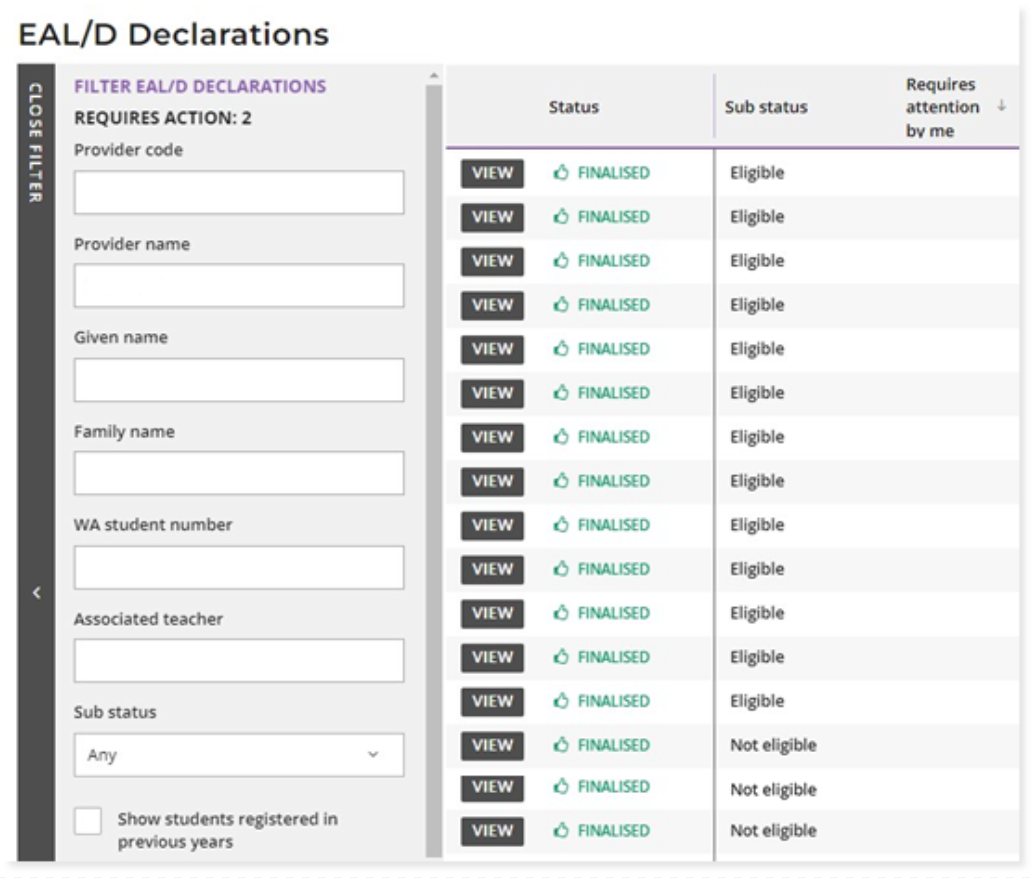 EAL/D Declarations
CLOSE FILTER
FILTER EAL/D DECLARATIONS
REQUIRES ACTION: 2
Provider code
Provider name
Given name
Family name
WA student number
Associated teacher
Sub status
Any
Show students registered in
previous years
Status Sub status Requires
attention
by me
VIEW FINALISED Eligible
VIEW FINALISED Eligible
VIEW FINALISED Eligible
VIEW FINALISED Eligible
VIEW FINALISED Eligible
VIEW FINALISED Eligible
VIEW FINALISED Eligible
VIEW FINALISED Eligible
VIEW FINALISED Eligible
VIEW FINALISED Eligible
VIEW FINALISED Eligible
VIEW FINALISED Eligible
VIEW FINALISED Eligible
VIEW FINALISED Not eligible
VIEW FINALISED Not eligible
VIEW FINALISED Not eligible